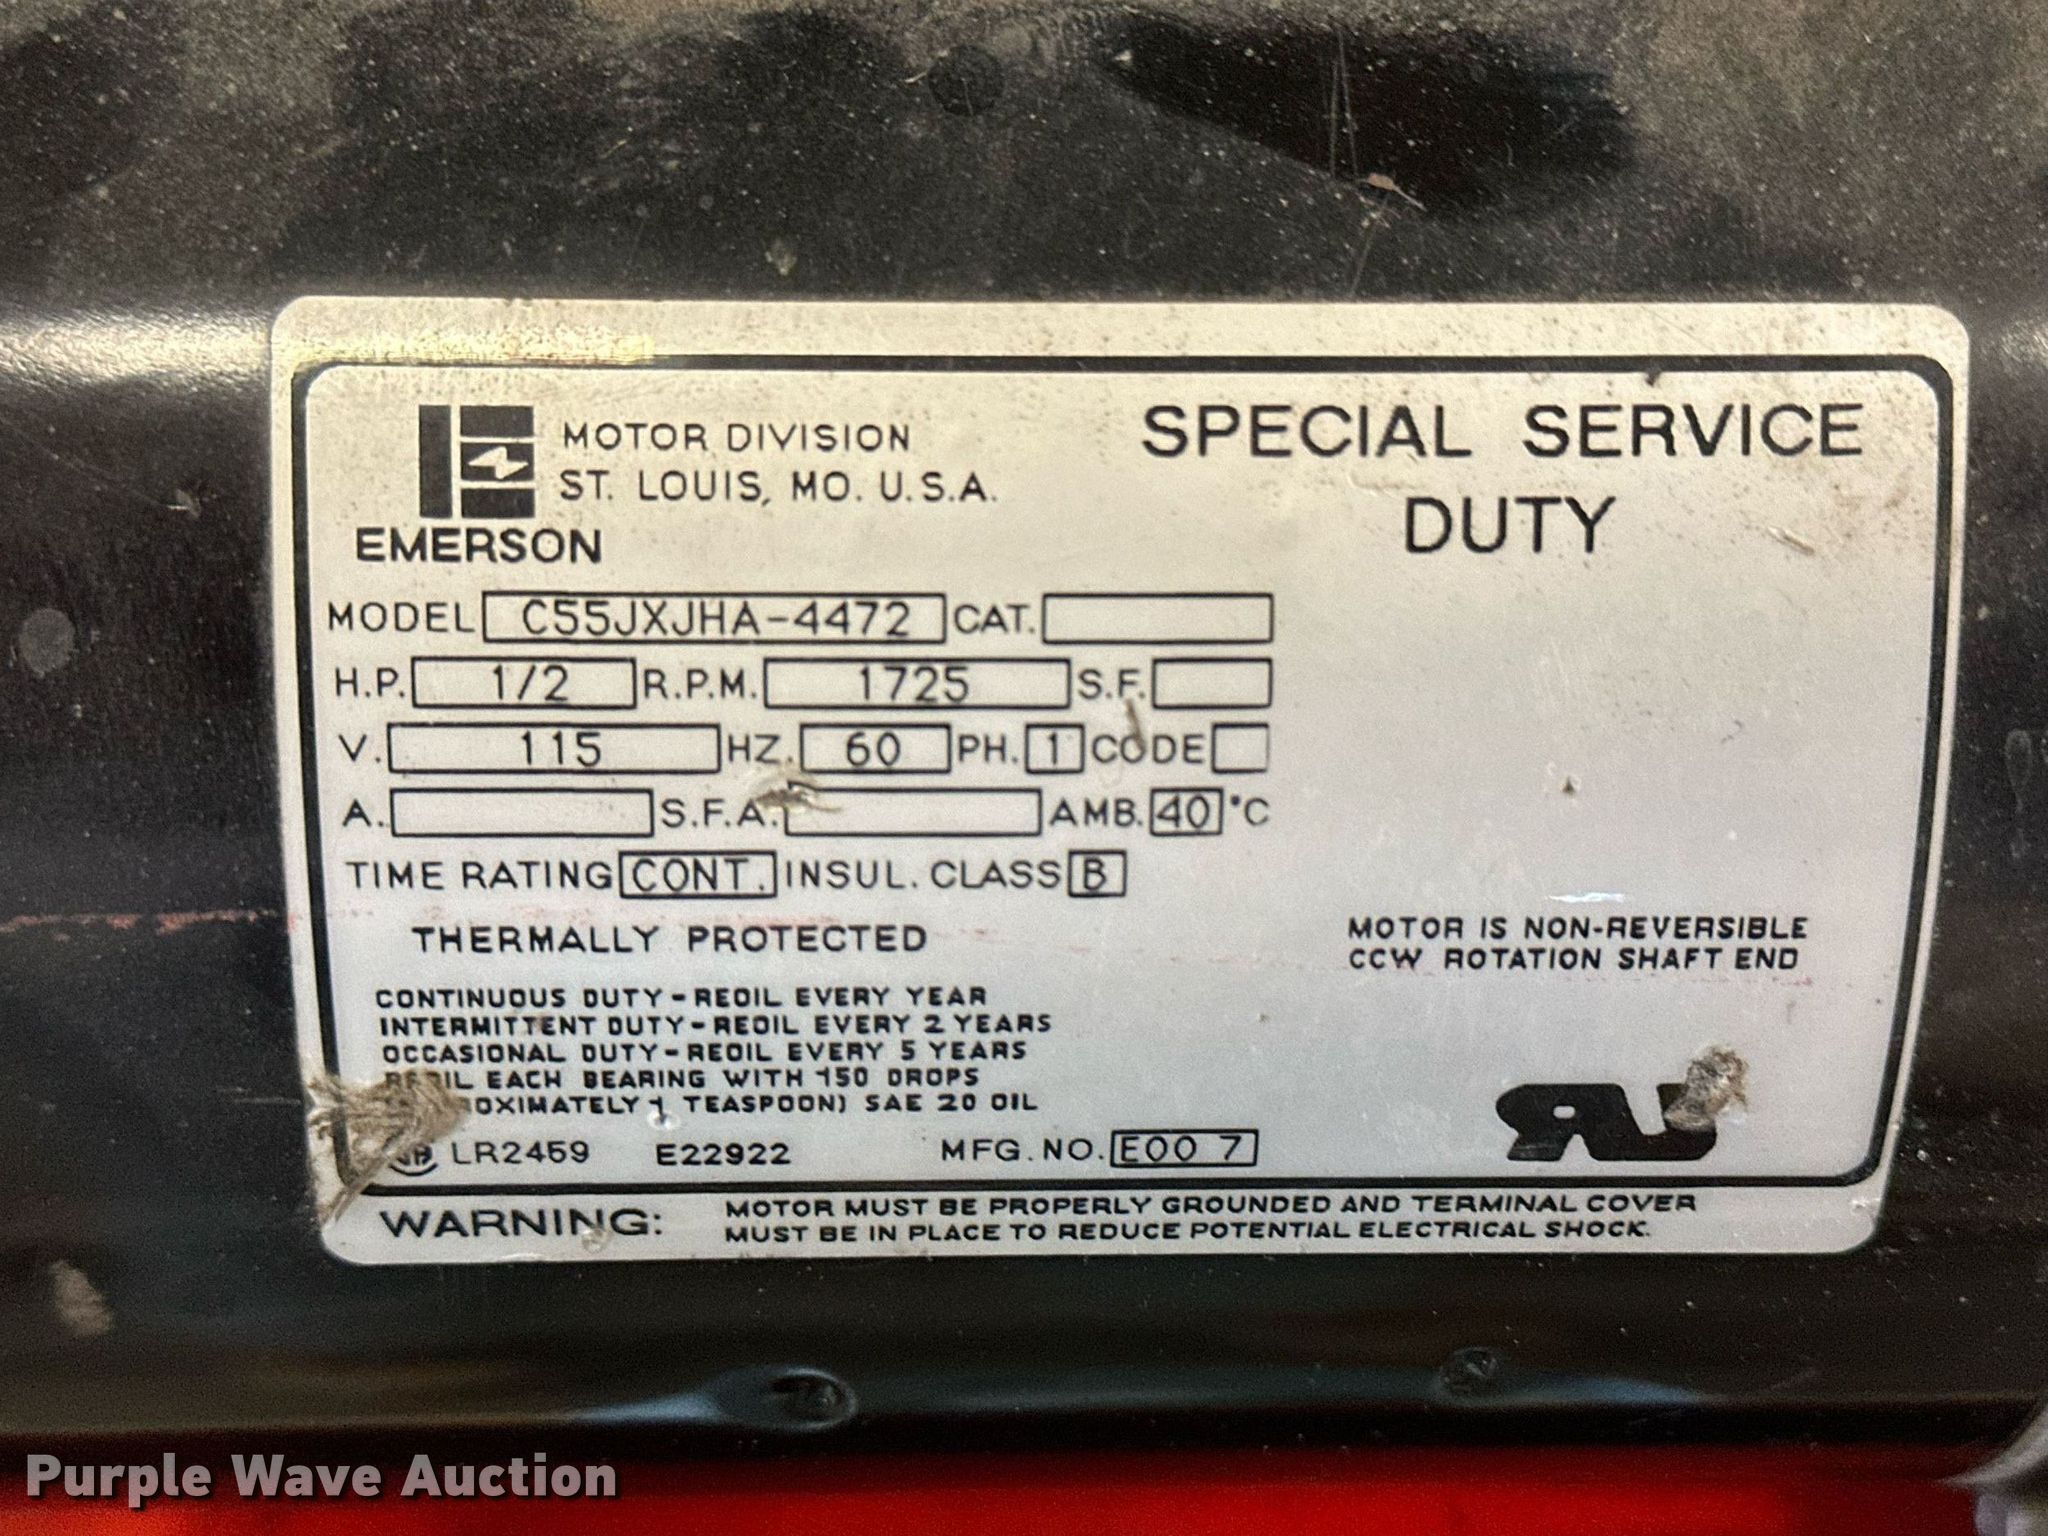 MOTOR DIVISION
ST. LOUIS, MO. U.S.A.
EMERSON
SPECIAL SERVICE
DUTY
MODEL C55JXJHA-4472 CAT.
H.P. 1/2 R.P.M. 1725 S.F.
V. 115 HZ. 60 PH. 1 CODE
A. S.F.A. AMB. 40 °C
TIME RATING CONT. INSUL. CLASS B
THERMALLY PROTECTED
MOTOR IS NON-REVERSIBLE
CCW ROTATION SHAFT END
CONTINUOUS DUTY-REOIL EVERY YEAR
INTERMITTENT DUTY-REOIL EVERY 2 YEARS
OCCASIONAL DUTY-REOIL EVERY 5 YEARS
REOIL EACH BEARING WITH 150 DROPS
1 TEASPOON) SAE 20 OIL
LR2459 E22922 MFG. NO. E00 7
WARNING: MOTOR MUST BE PROPERLY GROUNDED AND TERMINAL COVER
MUST BE IN PLACE TO REDUCE POTENTIAL ELECTRICAL SHOCK.
Purple Wave Auction